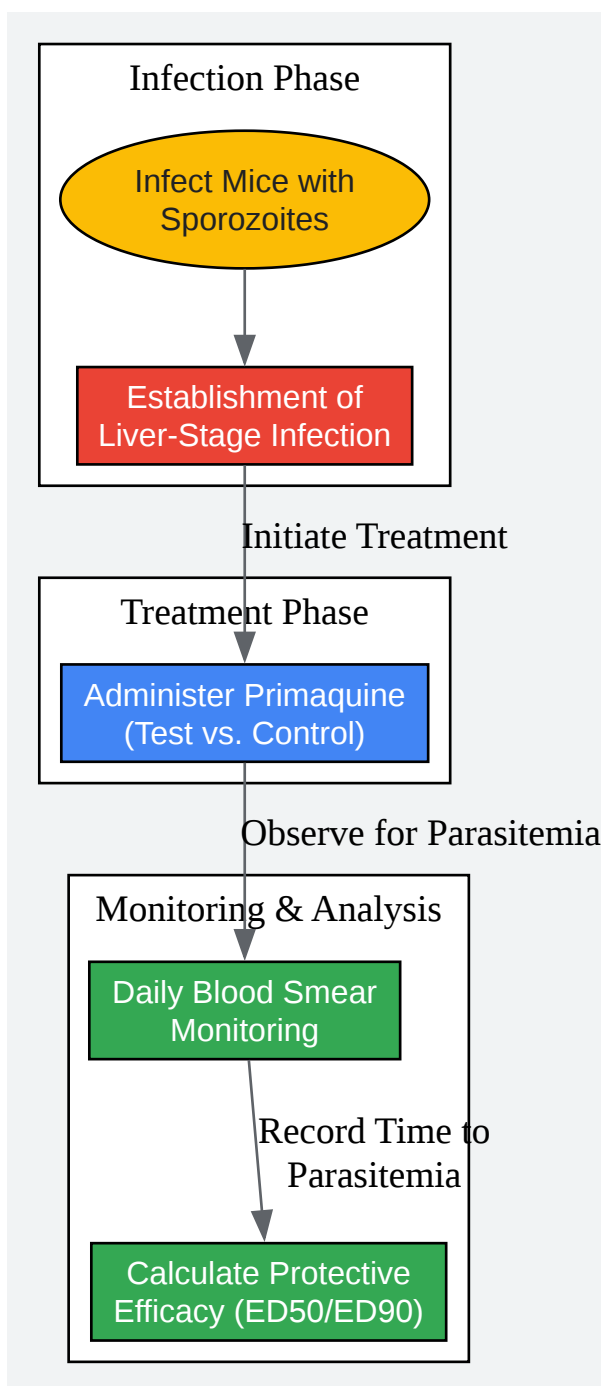 Infection Phase
Infect Mice with
Sporozoites
Establishment of
Liver-Stage Infection
Initiate Treatment
Treatment Phase
Administer Primaquine
(Test vs. Control)
Observe for Parasitemia
Monitoring & Analysis
Daily Blood Smear
Monitoring
Record Time to
Parasitemia
Calculate Protective
Efficacy (ED50/ED90)